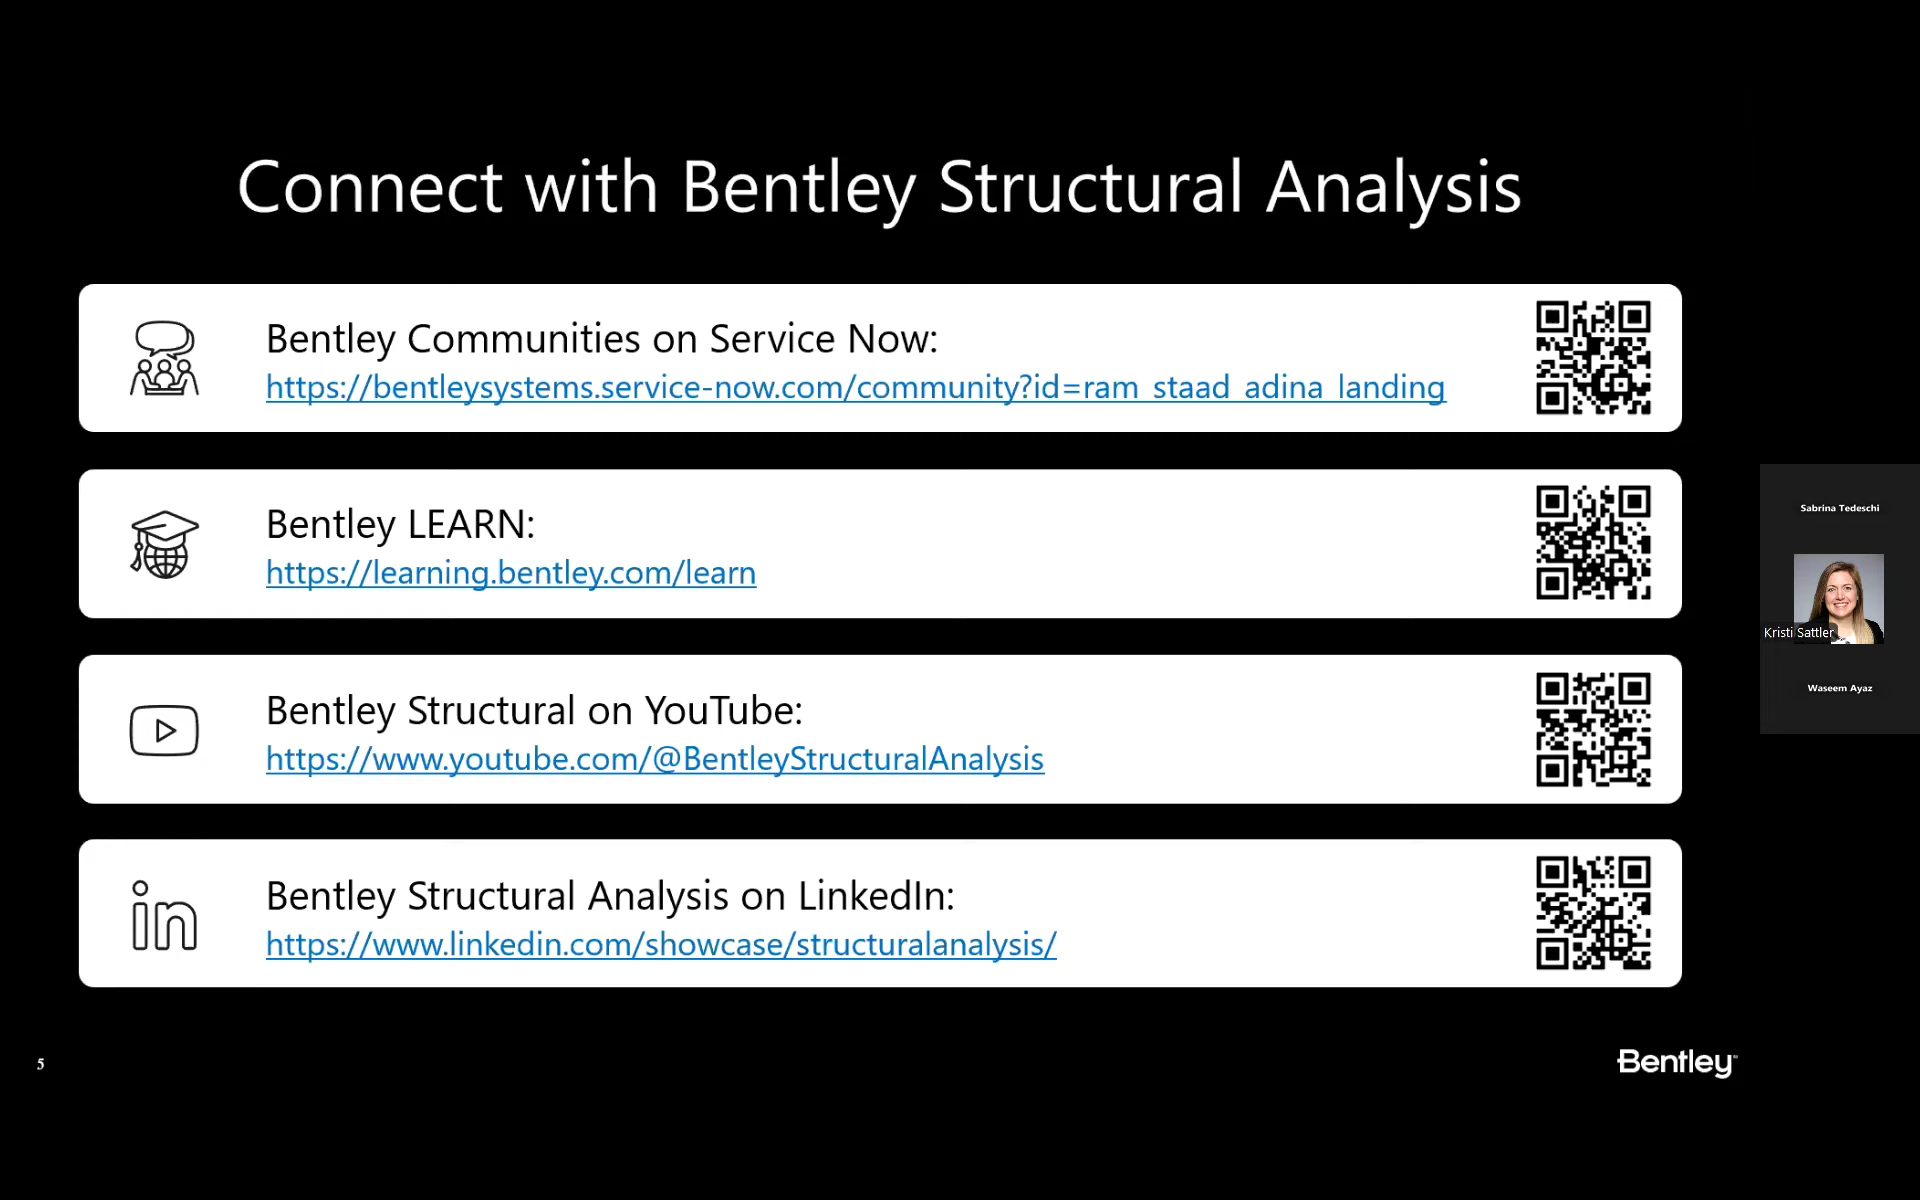 Connect with Bentley Structural Analysis
Bentley Communities on Service Now:
https://bentleysystems.service-now.com/community?id=ram_staad_adina_landing
Bentley LEARN:
https://learning.bentley.com/learn
Bentley Structural on YouTube:
https://www.youtube.com/@BentleyStructuralAnalysis
in
Bentley Structural Analysis on LinkedIn:
https://www.linkedin.com/showcase/structuralanalysis/
Sabrina Tedeschi
Kristi Sattler
Waseem Ayaz
5
Bentley